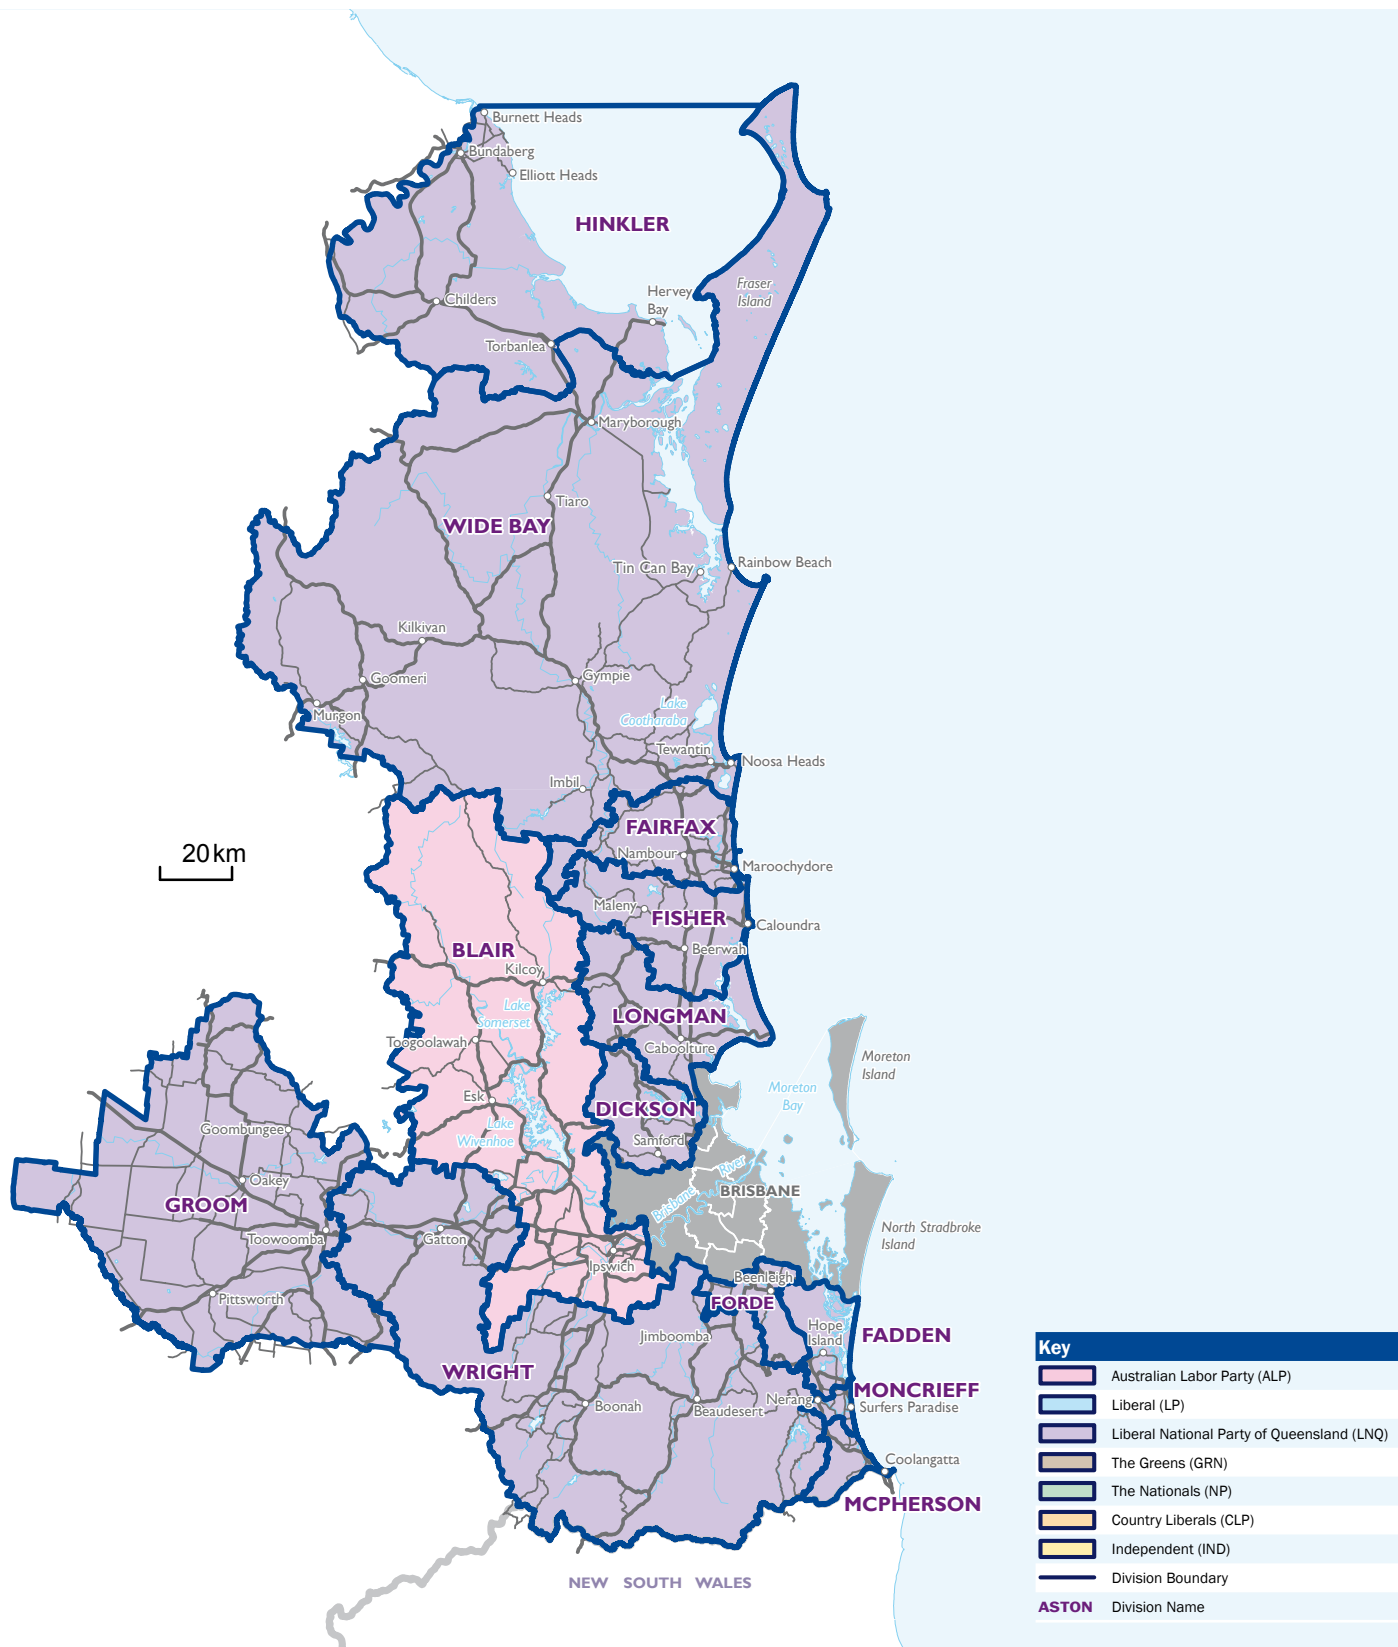 Burnett Heads
Bundaberg
Elliott Heads
HINKLER
Fraser
Island
Hervey
Bay
Childers
Torbanlea
Maryborough
Tiaro
WIDE BAY
Rainbow Beach
Tin Can Bay
Kilkivan
Goomeri
Gympie
Murgon
Lake
Cootharaba
Tewantin
Noosa Heads
Imbil
FAIRFAX
20 km
Nambour
Maroochydore
Maleny
FISHER
Caloundra
BLAIR
Beerwah
Kilcoy
Lake
Somerset
LONGMAN
Toogoolawah
Caboolture
Moreton
Island
Moreton
Bay
Esk
DICKSON
Lake
Wivenhoe
Goombungee
Samford
Oakey
River
Brisbane
BRISBANE
GROOM
North Stradbroke
Island
Toowoomba
Gatton
Ipswich
Beenleigh
Pittsworth
FORDE
Hope
Island
FADDEN
Jimboomba
WRIGHT
MONCRIEFF
Nerang
Surfers Paradise
Boonah
Beaudesert
Coolangatta
MCPHERSON
NEW SOUTH WALES
Key
Australian Labor Party (ALP)
Liberal (LP)
Liberal National Party of Queensland (LNQ)
The Greens (GRN)
The Nationals (NP)
Country Liberals (CLP)
Independent (IND)
Division Boundary
ASTON Division Name